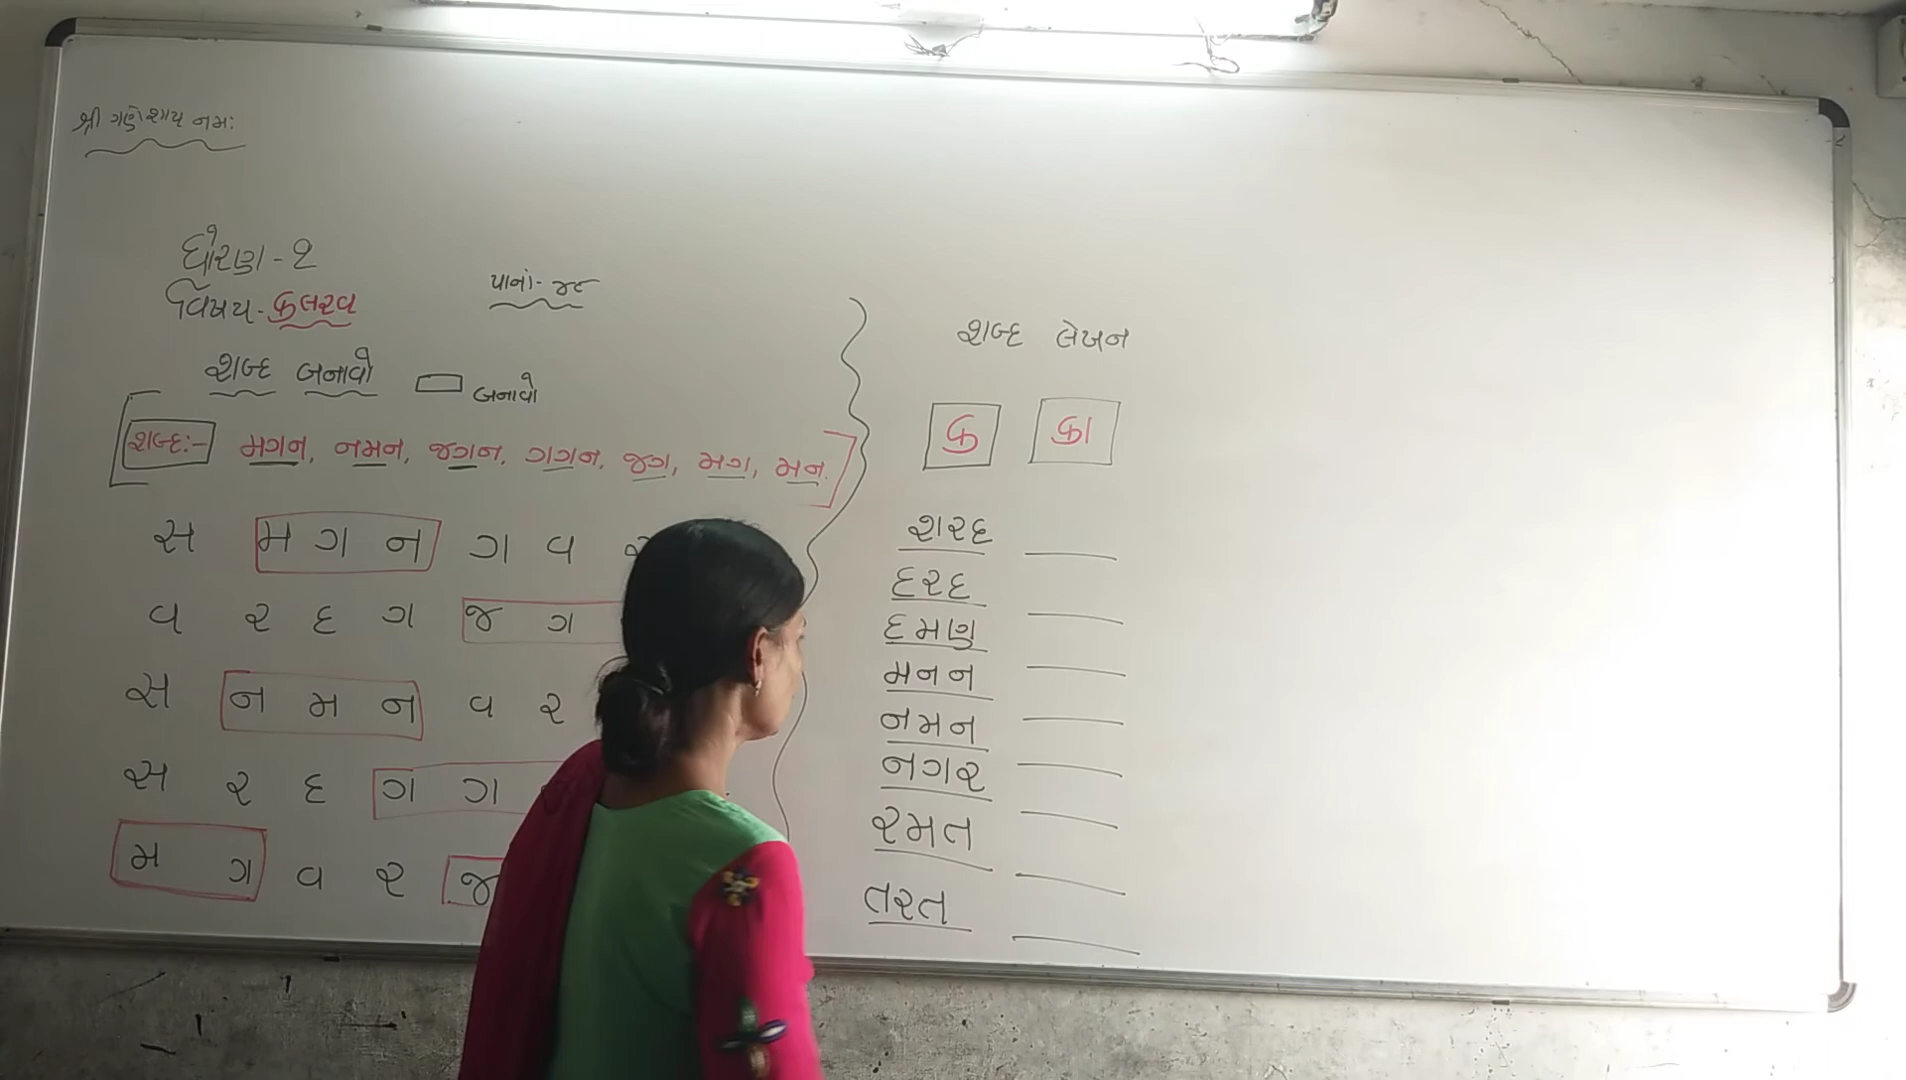 શ્રી ગણેશાય નમઃ
ધોરણ - ૨
વિષય - કલરવ
પાનાં - ૪૮
શબ્દ બનાવો
બનાવો
શબ્દઃ- મગન, નમન, જગન, ગગન, જગ, મગ, મન.
સ મ ગ ન ગ વ
વ ર દ ગ જ ગ
સ ન મ ન વ ર
સ ર દ ગ ગ
મ ગ વ ર જ
શબ્દ લેખન
ક કા
શરદ
દરદ
દમણ
મનન
નમન
નગર
રમત
તરત